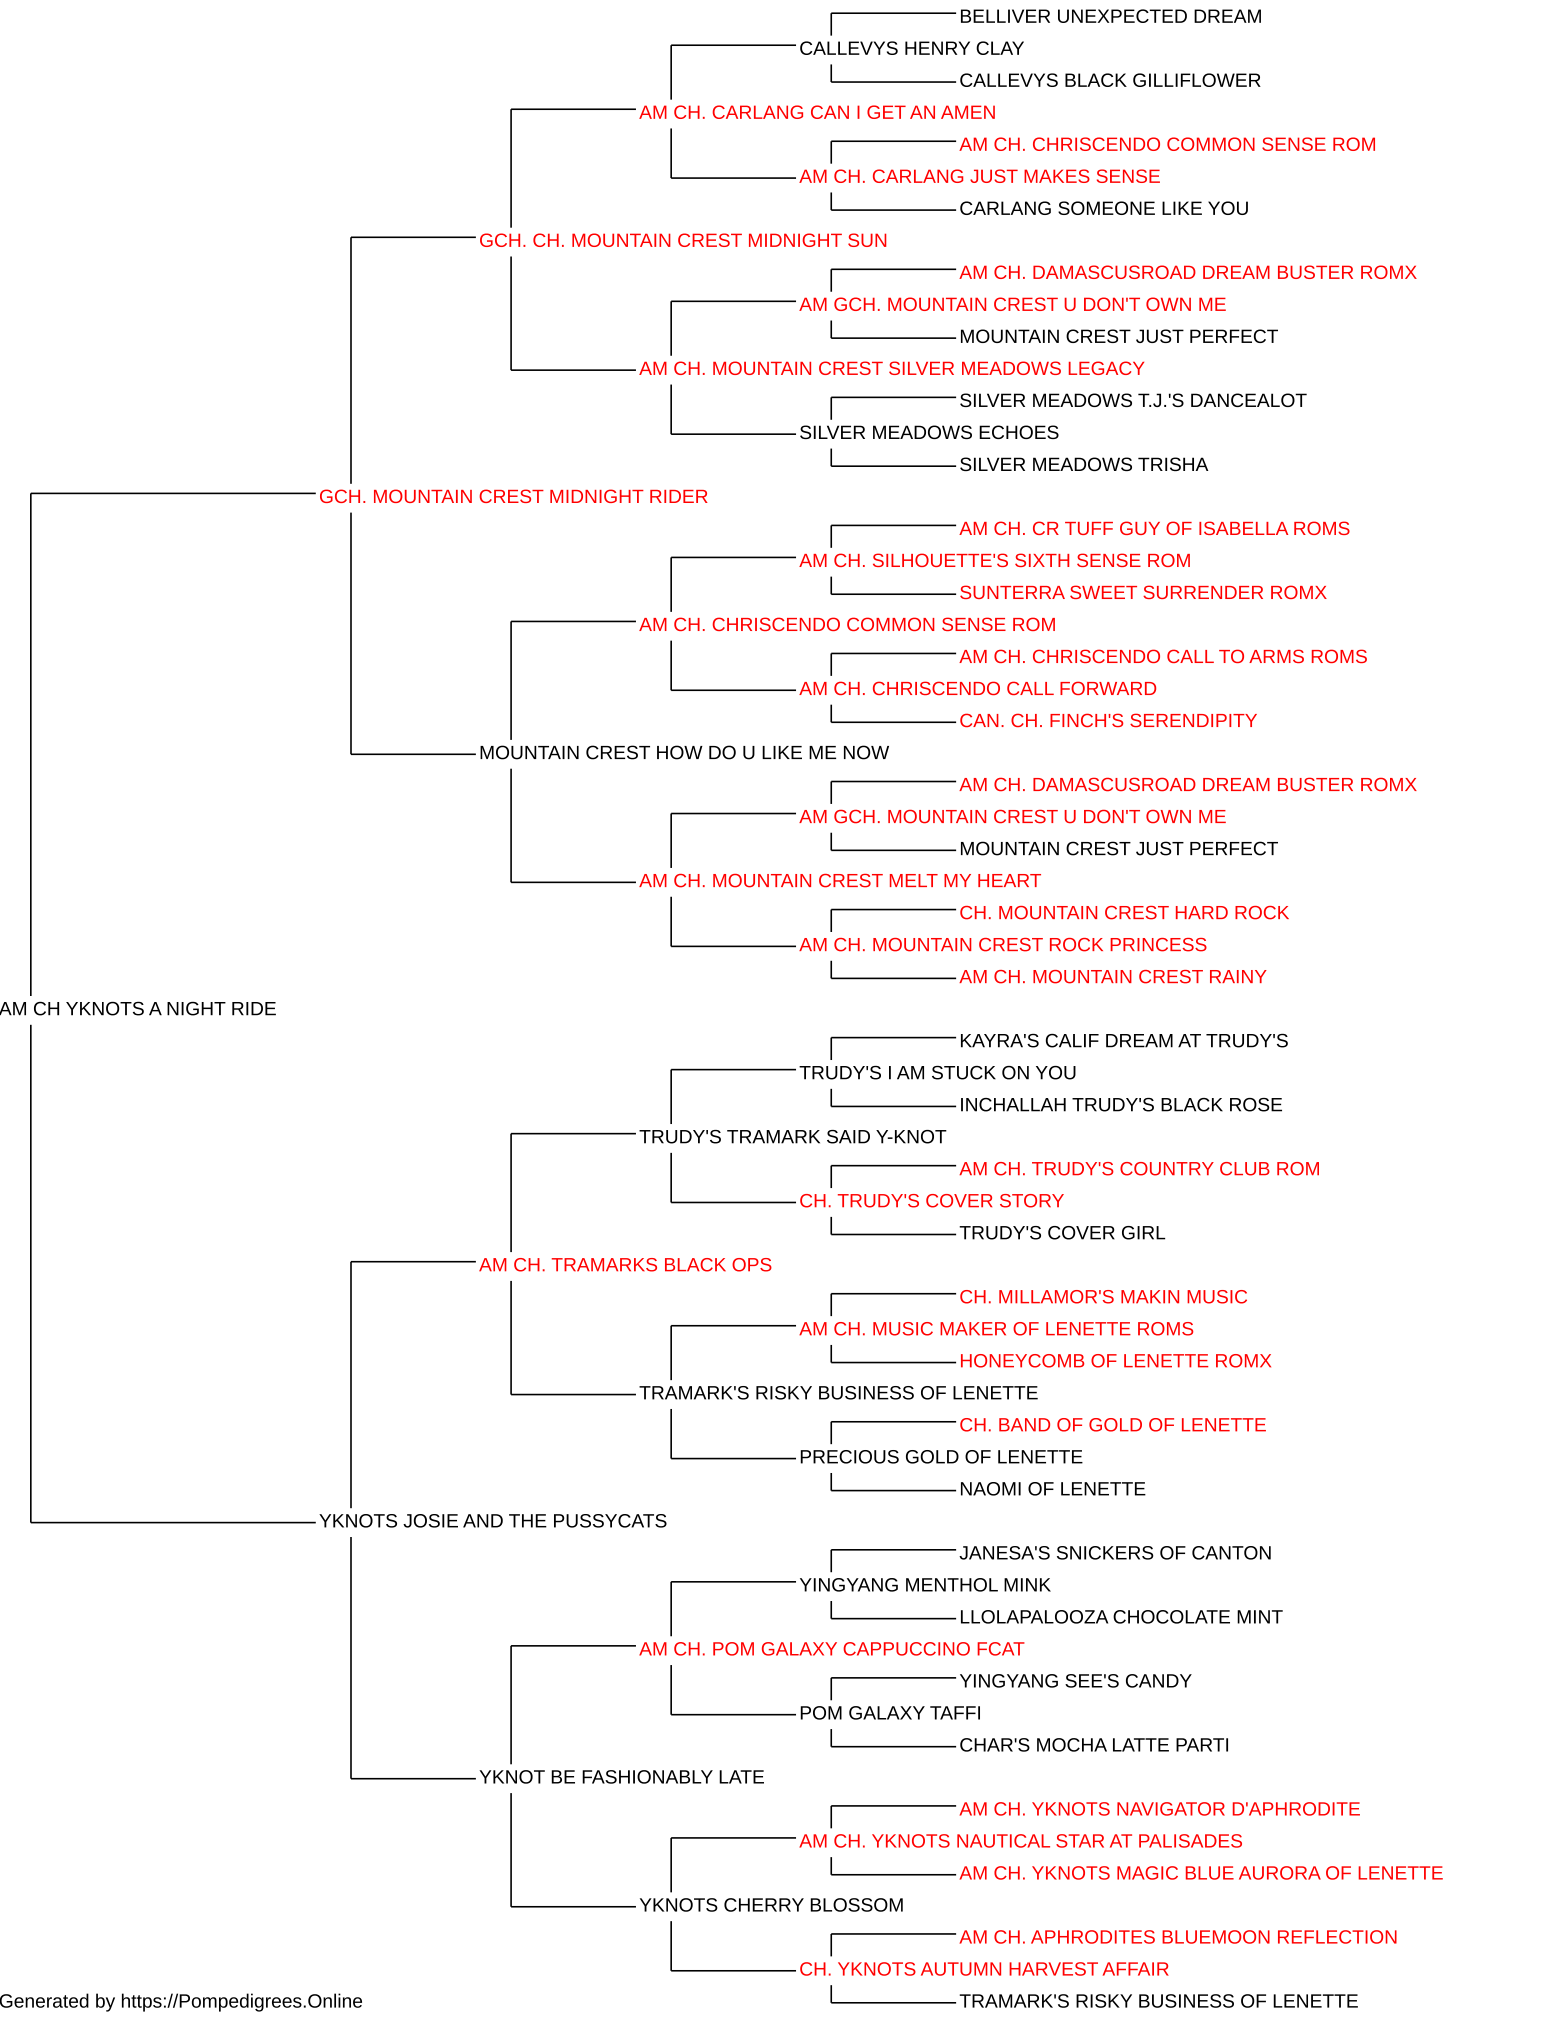 BELLIVER UNEXPECTED DREAM
CALLEVYS HENRY CLAY
CALLEVYS BLACK GILLIFLOWER
AM CH. CARLANG CAN I GET AN AMEN
AM CH. CHRISCENDO COMMON SENSE ROM
AM CH. CARLANG JUST MAKES SENSE
CARLANG SOMEONE LIKE YOU
GCH. CH. MOUNTAIN CREST MIDNIGHT SUN
AM CH. DAMASCUSROAD DREAM BUSTER ROMX
AM GCH. MOUNTAIN CREST U DON'T OWN ME
MOUNTAIN CREST JUST PERFECT
AM CH. MOUNTAIN CREST SILVER MEADOWS LEGACY
SILVER MEADOWS T.J.'S DANCEALOT
SILVER MEADOWS ECHOES
SILVER MEADOWS TRISHA
GCH. MOUNTAIN CREST MIDNIGHT RIDER
AM CH. CR TUFF GUY OF ISABELLA ROMS
AM CH. SILHOUETTE'S SIXTH SENSE ROM
SUNTERRA SWEET SURRENDER ROMX
AM CH. CHRISCENDO COMMON SENSE ROM
AM CH. CHRISCENDO CALL TO ARMS ROMS
AM CH. CHRISCENDO CALL FORWARD
CAN. CH. FINCH'S SERENDIPITY
MOUNTAIN CREST HOW DO U LIKE ME NOW
AM CH. DAMASCUSROAD DREAM BUSTER ROMX
AM GCH. MOUNTAIN CREST U DON'T OWN ME
MOUNTAIN CREST JUST PERFECT
AM CH. MOUNTAIN CREST MELT MY HEART
CH. MOUNTAIN CREST HARD ROCK
AM CH. MOUNTAIN CREST ROCK PRINCESS
AM CH. MOUNTAIN CREST RAINY
AM CH YKNOTS A NIGHT RIDE
KAYRA'S CALIF DREAM AT TRUDY'S
TRUDY'S I AM STUCK ON YOU
INCHALLAH TRUDY'S BLACK ROSE
TRUDY'S TRAMARK SAID Y-KNOT
AM CH. TRUDY'S COUNTRY CLUB ROM
CH. TRUDY'S COVER STORY
TRUDY'S COVER GIRL
AM CH. TRAMARKS BLACK OPS
CH. MILLAMOR'S MAKIN MUSIC
AM CH. MUSIC MAKER OF LENETTE ROMS
HONEYCOMB OF LENETTE ROMX
TRAMARK'S RISKY BUSINESS OF LENETTE
CH. BAND OF GOLD OF LENETTE
PRECIOUS GOLD OF LENETTE
NAOMI OF LENETTE
YKNOTS JOSIE AND THE PUSSYCATS
JANESA'S SNICKERS OF CANTON
YINGYANG MENTHOL MINK
LLOLAPALOOZA CHOCOLATE MINT
AM CH. POM GALAXY CAPPUCCINO FCAT
YINGYANG SEE'S CANDY
POM GALAXY TAFFI
CHAR'S MOCHA LATTE PARTI
YKNOT BE FASHIONABLY LATE
AM CH. YKNOTS NAVIGATOR D'APHRODITE
AM CH. YKNOTS NAUTICAL STAR AT PALISADES
AM CH. YKNOTS MAGIC BLUE AURORA OF LENETTE
YKNOTS CHERRY BLOSSOM
AM CH. APHRODITES BLUEMOON REFLECTION
CH. YKNOTS AUTUMN HARVEST AFFAIR
TRAMARK'S RISKY BUSINESS OF LENETTE
Generated by https://Pompedigrees.Online